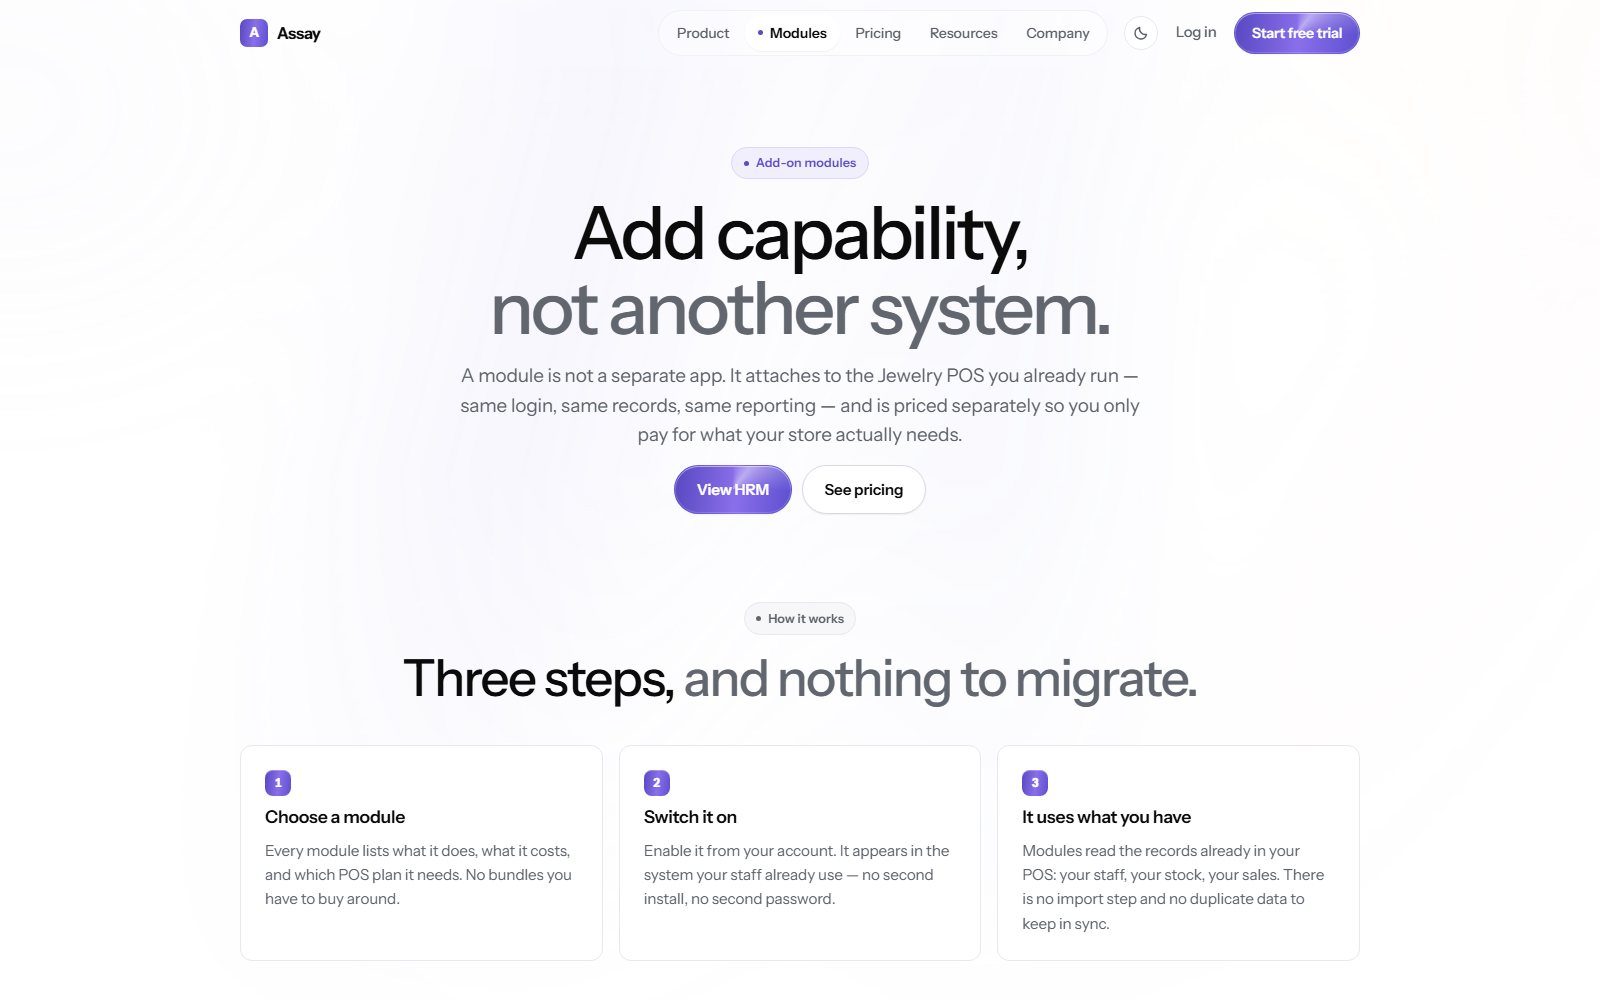 A Assay
Product
Modules
Pricing
Resources
Company
Log in
Start free trial
Add-on modules
Add capability,
not another system.
A module is not a separate app. It attaches to the Jewelry POS you already run —
same login, same records, same reporting — and is priced separately so you only
pay for what your store actually needs.
View HRM
See pricing
How it works
Three steps, and nothing to migrate.
1
Choose a module
Every module lists what it does, what it costs,
and which POS plan it needs. No bundles you
have to buy around.
2
Switch it on
Enable it from your account. It appears in the
system your staff already use — no second
install, no second password.
3
It uses what you have
Modules read the records already in your
POS: your staff, your stock, your sales. There
is no import step and no duplicate data to
keep in sync.